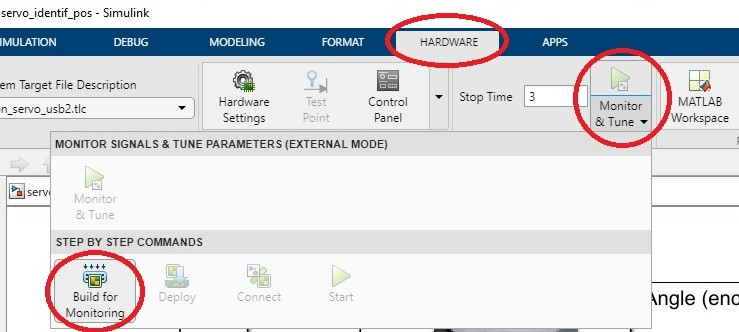 servo_identif_pos - Simulink
IMULATION DEBUG MODELING FORMAT HARDWARE APPS
em Target File Description
on_servo_usb2.tlc
Hardware
Settings
Test
Point
Control
Panel
Stop Time 3
Monitor
& Tune
MATLAB
Workspace
MONITOR SIGNALS & TUNE PARAMETERS (EXTERNAL MODE)
Monitor
& Tune
STEP BY STEP COMMANDS
Build for
Monitoring
Deploy
Connect
Start
servo
Angle (enc